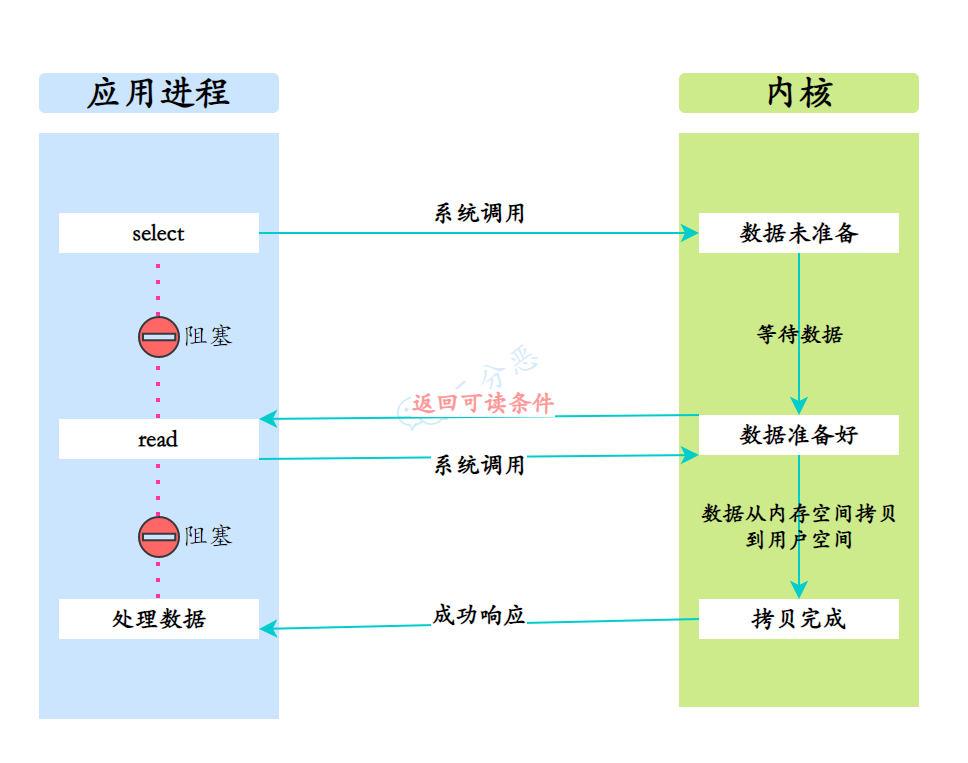 应用进程
内核
系统调用
select
数据未准备
阻塞
等待数据
一分恶
返回可读条件
read
数据准备好
系统调用
数据从内存空间拷贝
到用户空间
阻塞
成功响应
处理数据
拷贝完成